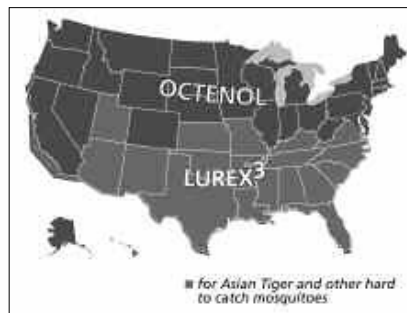 OCTENOL
LUREX³
for Asian Tiger and other hard
to catch mosquitoes